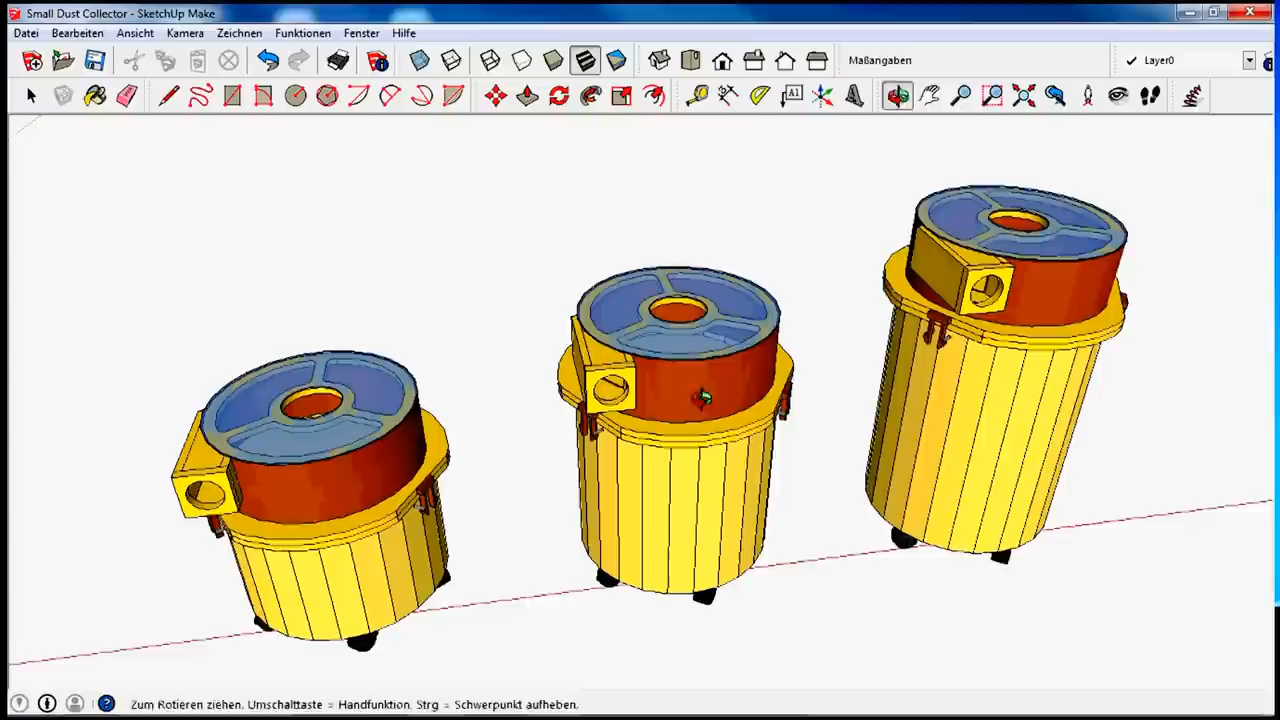 Small Dust Collector - SketchUp Make
Datei Bearbeiten Ansicht Kamera Zeichnen Funktionen Fenster Hilfe
Maßangaben Layer0
A1
Zum Rotieren ziehen, Umschalttaste = Handfunktion, Strg = Schwerpunkt aufheben.